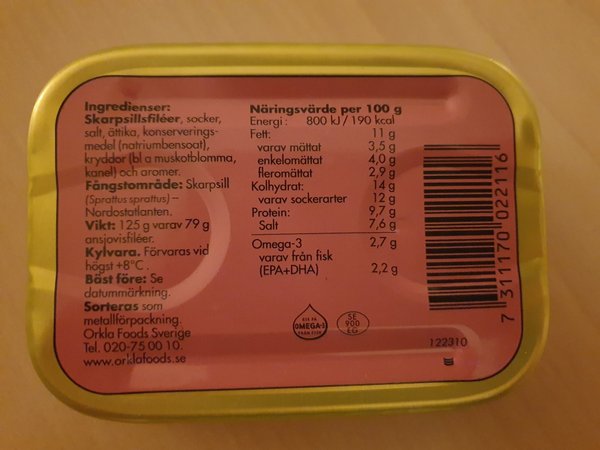 Ingredienser:
Skarpsillsfiléer, socker,
salt, ättika, konserverings-
medel (natriumbensoat),
kryddor (bl a muskotblomma,
kanel) och aromer.
Fångstområde: Skarpsill
(Sprattus sprattus) –
Nordostatlanten.
Vikt: 125 g varav 79 g
ansjovisfiléer.
Kylvara. Förvaras vid
högst +8°C .
Bäst före: Se
datummärkning.
Sorteras som
metallförpackning.
Orkla Foods Sverige
Tel. 020-75 00 10.
www.orklafoods.se
Näringsvärde per 100 g
Energi: 800 kJ/190 kcal
Fett: 11 g
varav mättat 3,5 g
enkelomättat 4,0 g
fleromättat 2,9 g
Kolhydrat: 14 g
varav sockerarter 12 g
Protein: 9,7 g
Salt 7,6 g
Omega-3 2,7 g
varav från fisk
(EPA+DHA) 2,2 g
RIK PÅ
OMEGA-3
FRÅN FISK
SE
900
EG
7 311170 022116
122310